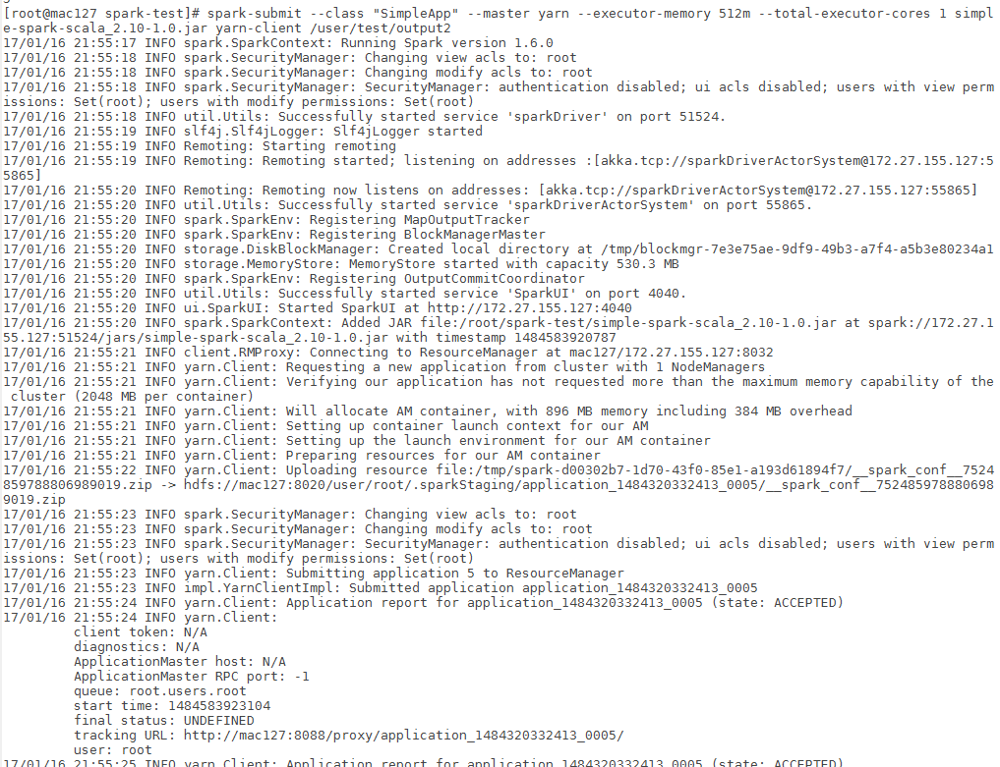 [root@mac127 spark-test]# spark-submit --class "SimpleApp" --master yarn --executor-memory 512m --total-executor-cores 1 simpl
e-spark-scala_2.10-1.0.jar yarn-client /user/test/output2
17/01/16 21:55:17 INFO spark.SparkContext: Running Spark version 1.6.0
17/01/16 21:55:18 INFO spark.SecurityManager: Changing view acls to: root
17/01/16 21:55:18 INFO spark.SecurityManager: Changing modify acls to: root
17/01/16 21:55:18 INFO spark.SecurityManager: SecurityManager: authentication disabled; ui acls disabled; users with view perm
issions: Set(root); users with modify permissions: Set(root)
17/01/16 21:55:18 INFO util.Utils: Successfully started service 'sparkDriver' on port 51524.
17/01/16 21:55:19 INFO slf4j.Slf4jLogger: Slf4jLogger started
17/01/16 21:55:19 INFO Remoting: Starting remoting
17/01/16 21:55:19 INFO Remoting: Remoting started; listening on addresses :[akka.tcp://sparkDriverActorSystem@172.27.155.127:5
5865]
17/01/16 21:55:20 INFO Remoting: Remoting now listens on addresses: [akka.tcp://sparkDriverActorSystem@172.27.155.127:55865]
17/01/16 21:55:20 INFO util.Utils: Successfully started service 'sparkDriverActorSystem' on port 55865.
17/01/16 21:55:20 INFO spark.SparkEnv: Registering MapOutputTracker
17/01/16 21:55:20 INFO spark.SparkEnv: Registering BlockManagerMaster
17/01/16 21:55:20 INFO storage.DiskBlockManager: Created local directory at /tmp/blockmgr-7e3e75ae-9df9-49b3-a7f4-a5b3e80234a1
17/01/16 21:55:20 INFO storage.MemoryStore: MemoryStore started with capacity 530.3 MB
17/01/16 21:55:20 INFO spark.SparkEnv: Registering OutputCommitCoordinator
17/01/16 21:55:20 INFO util.Utils: Successfully started service 'SparkUI' on port 4040.
17/01/16 21:55:20 INFO ui.SparkUI: Started SparkUI at http://172.27.155.127:4040
17/01/16 21:55:20 INFO spark.SparkContext: Added JAR file:/root/spark-test/simple-spark-scala_2.10-1.0.jar at spark://172.27.1
55.127:51524/jars/simple-spark-scala_2.10-1.0.jar with timestamp 1484583920787
17/01/16 21:55:21 INFO client.RMProxy: Connecting to ResourceManager at mac127/172.27.155.127:8032
17/01/16 21:55:21 INFO yarn.Client: Requesting a new application from cluster with 1 NodeManagers
17/01/16 21:55:21 INFO yarn.Client: Verifying our application has not requested more than the maximum memory capability of the
 cluster (2048 MB per container)
17/01/16 21:55:21 INFO yarn.Client: Will allocate AM container, with 896 MB memory including 384 MB overhead
17/01/16 21:55:21 INFO yarn.Client: Setting up container launch context for our AM
17/01/16 21:55:21 INFO yarn.Client: Setting up the launch environment for our AM container
17/01/16 21:55:21 INFO yarn.Client: Preparing resources for our AM container
17/01/16 21:55:22 INFO yarn.Client: Uploading resource file:/tmp/spark-d00302b7-1d70-43f0-85e1-a193d61894f7/__spark_conf__7524
859788806989019.zip -> hdfs://mac127:8020/user/root/.sparkStaging/application_1484320332413_0005/__spark_conf__752485978880698
9019.zip
17/01/16 21:55:23 INFO spark.SecurityManager: Changing view acls to: root
17/01/16 21:55:23 INFO spark.SecurityManager: Changing modify acls to: root
17/01/16 21:55:23 INFO spark.SecurityManager: SecurityManager: authentication disabled; ui acls disabled; users with view perm
issions: Set(root); users with modify permissions: Set(root)
17/01/16 21:55:23 INFO yarn.Client: Submitting application 5 to ResourceManager
17/01/16 21:55:23 INFO impl.YarnClientImpl: Submitted application application_1484320332413_0005
17/01/16 21:55:24 INFO yarn.Client: Application report for application_1484320332413_0005 (state: ACCEPTED)
17/01/16 21:55:24 INFO yarn.Client:
client token: N/A
diagnostics: N/A
ApplicationMaster host: N/A
ApplicationMaster RPC port: -1
queue: root.users.root
start time: 1484583923104
final status: UNDEFINED
tracking URL: http://mac127:8088/proxy/application_1484320332413_0005/
user: root
17/01/16 21:55:25 INFO yarn.Client: Application report for application_1484320332413_0005 (state: ACCEPTED)